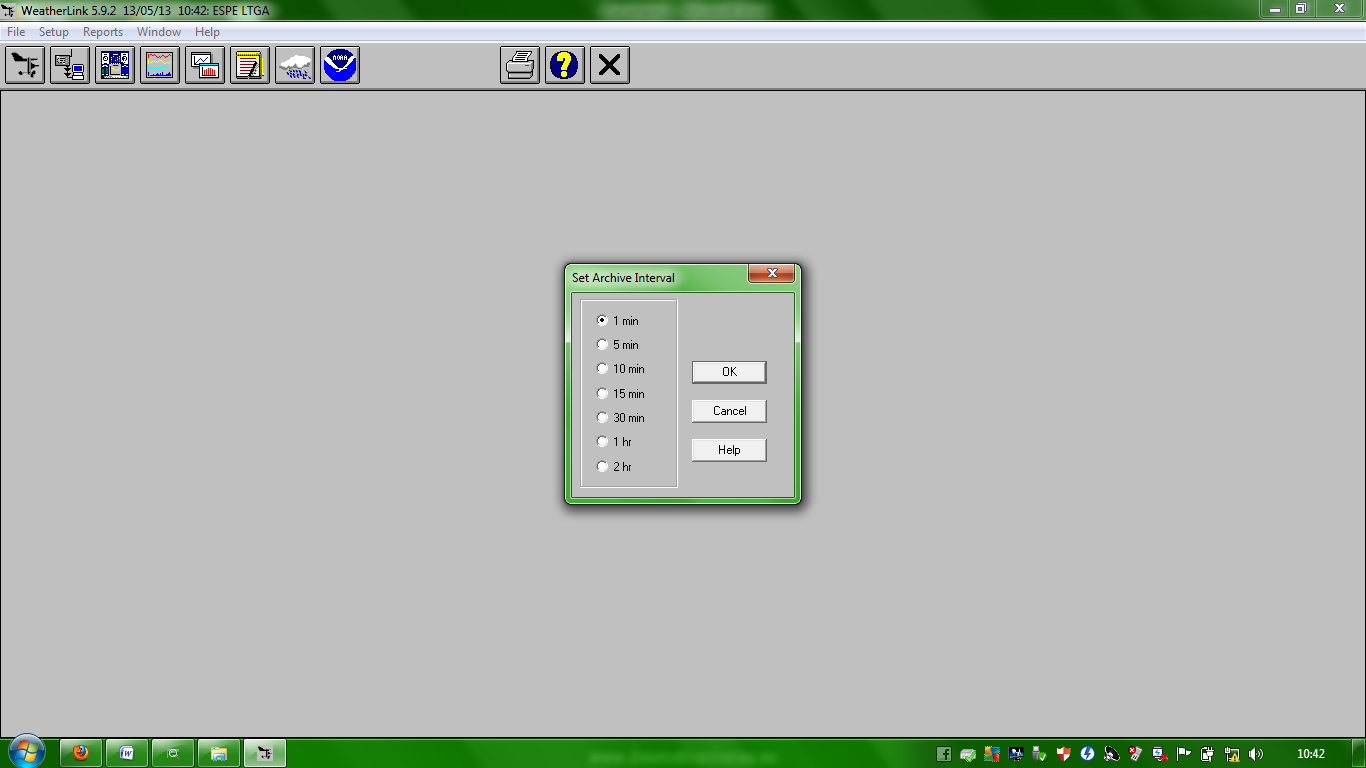 WeatherLink 5.9.2 13/05/13 10:42: ESPE LTGA
File Setup Reports Window Help
NOAA
?
Set Archive Interval
1 min
5 min
10 min
15 min
30 min
1 hr
2 hr
OK
Cancel
Help
W
f
10:42